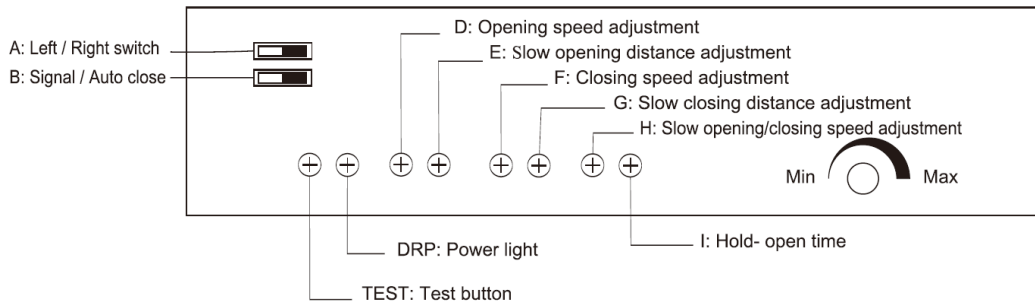 D: Opening speed adjustment
A: Left / Right switch
E: Slow opening distance adjustment
B: Signal / Auto close
F: Closing speed adjustment
G: Slow closing distance adjustment
H: Slow opening/closing speed adjustment
Min Max
I: Hold- open time
DRP: Power light
TEST: Test button